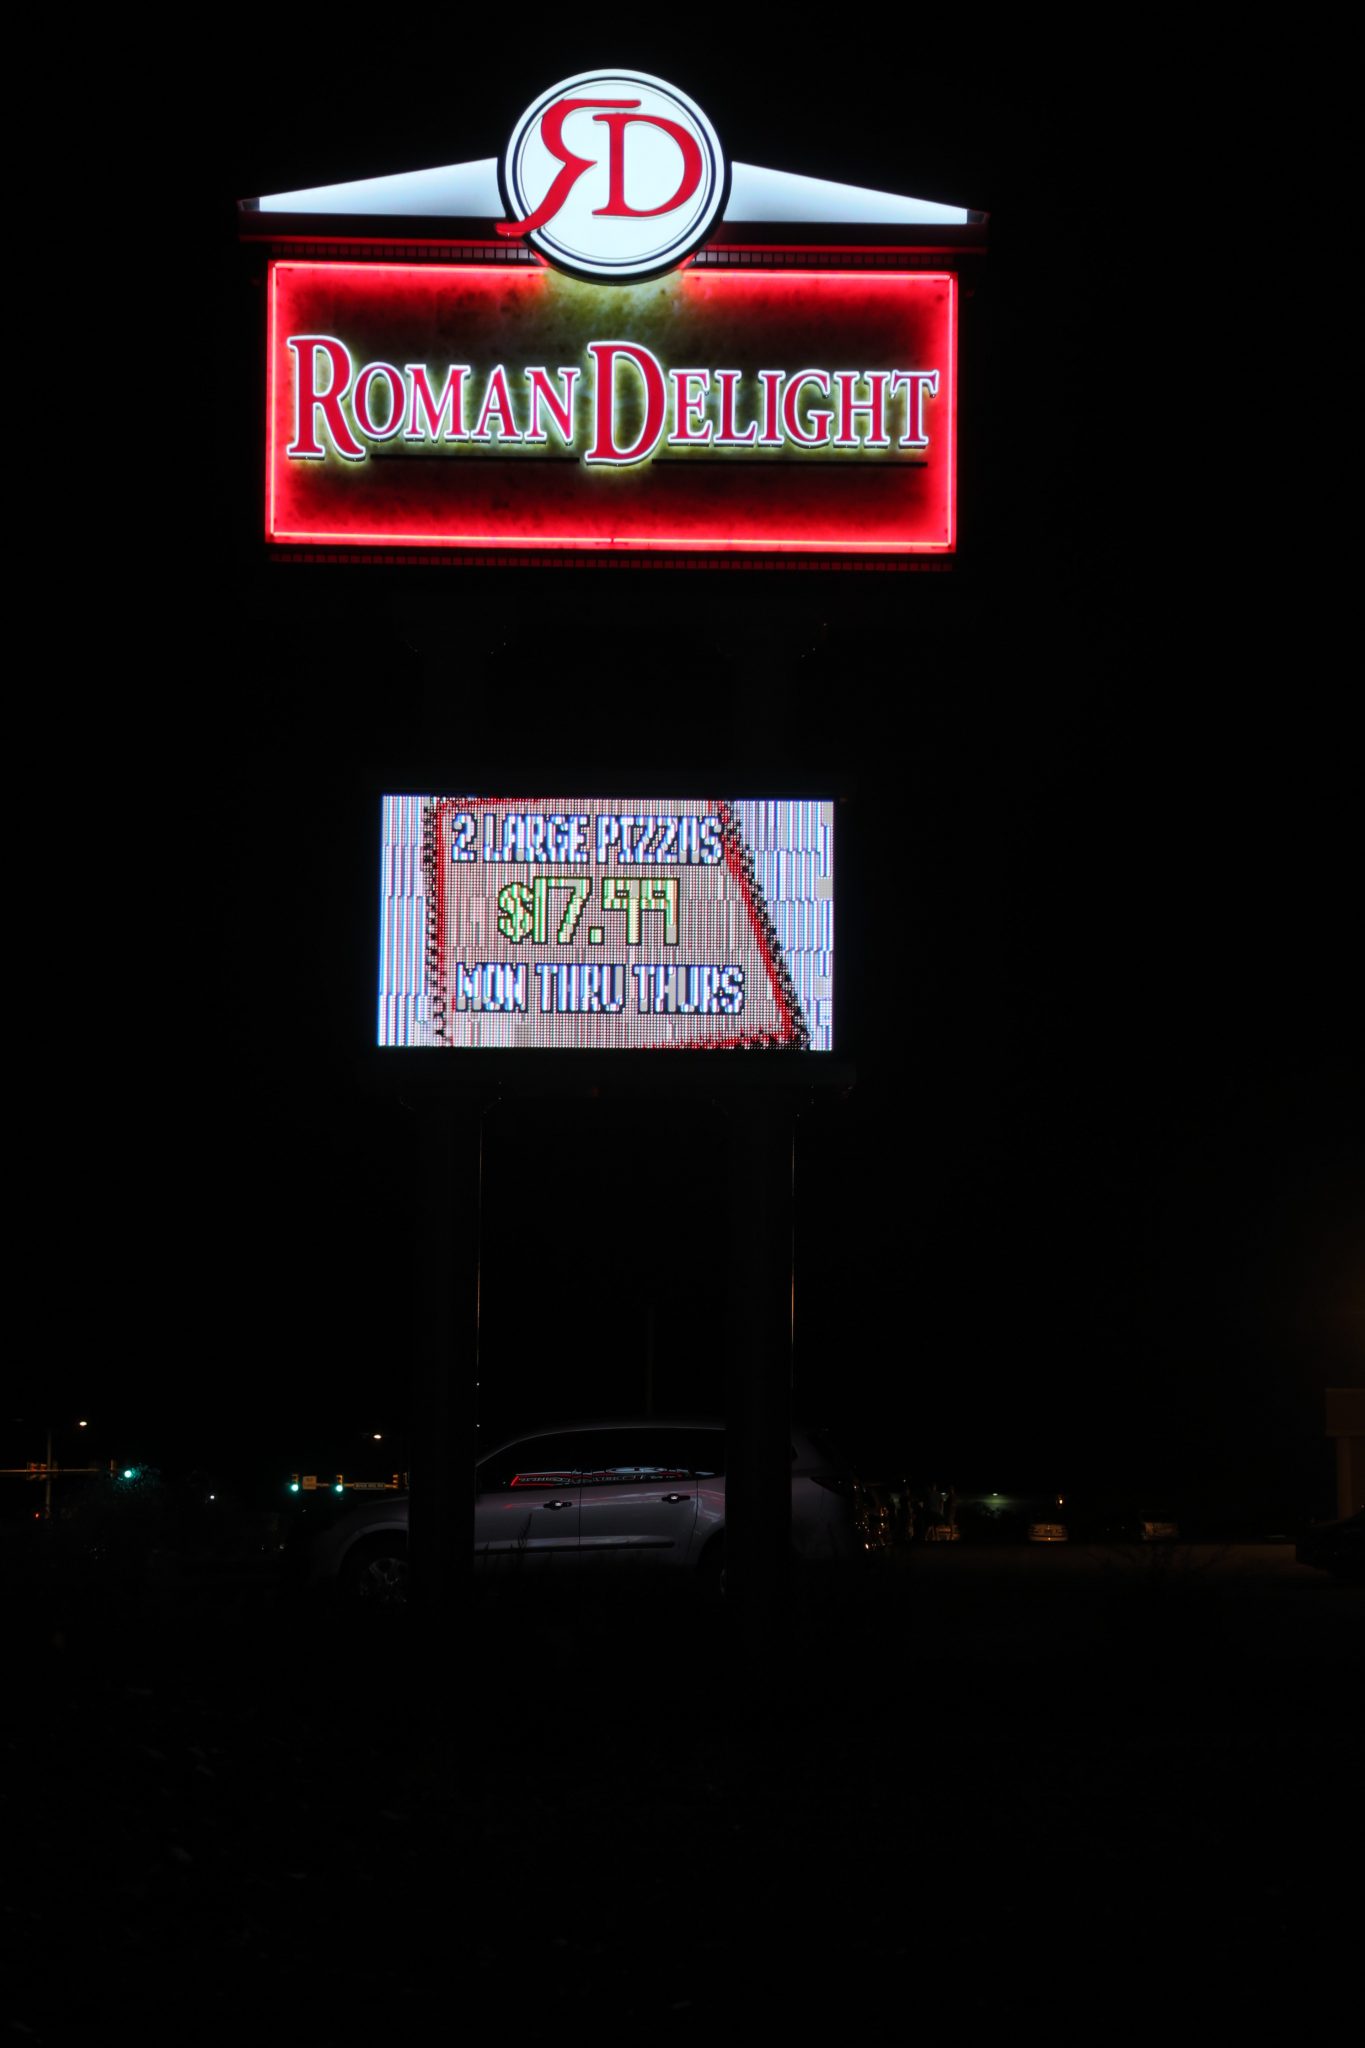 RD
ROMAN DELIGHT
2 LARGE PIZZAS
$17.99
MON THRU THURS